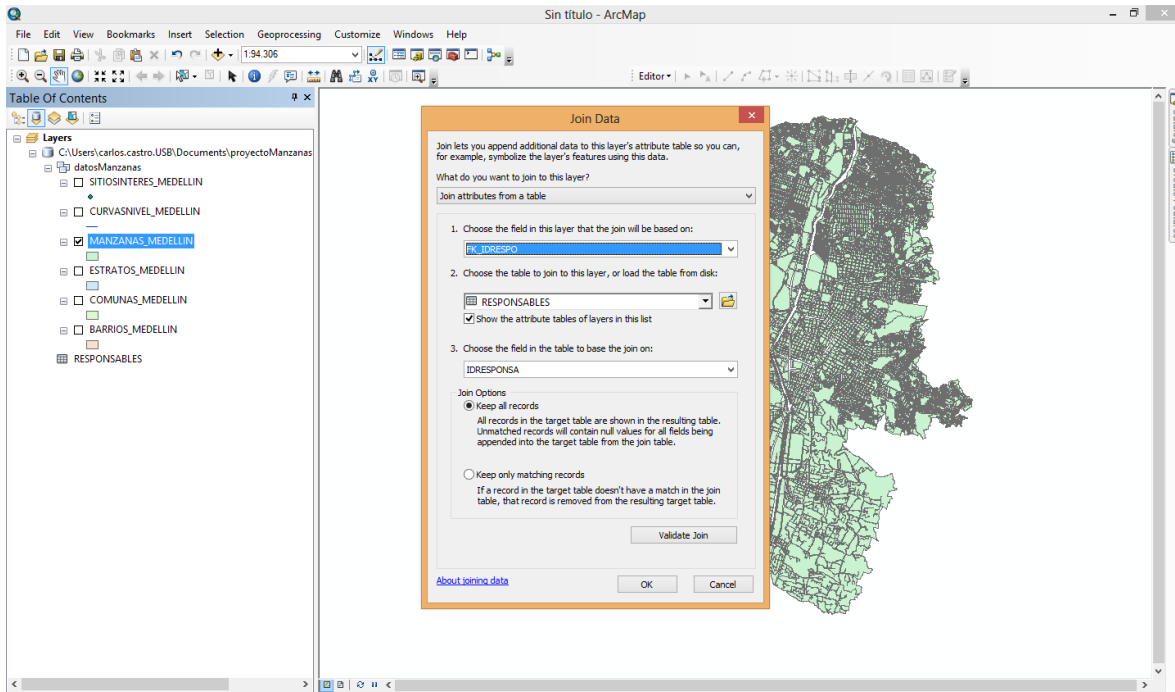 Sin título - ArcMap
File Edit View Bookmarks Insert Selection Geoprocessing Customize Windows Help
1:94.306
Editor
Table Of Contents
Layers
C:\Users\carlos.castro.USB\Documents\proyectoManzanas
datosManzanas
SITIOSINTERES_MEDELLIN
CURVASNIVEL_MEDELLIN
MANZANAS_MEDELLIN
ESTRATOS_MEDELLIN
COMUNAS_MEDELLIN
BARRIOS_MEDELLIN
RESPONSABLES
Join Data
Join lets you append additional data to this layer's attribute table so you can,
for example, symbolize the layer's features using this data.
What do you want to join to this layer?
Join attributes from a table
1. Choose the field in this layer that the join will be based on:
FK_IDRESPO
2. Choose the table to join to this layer, or load the table from disk:
RESPONSABLES
Show the attribute tables of layers in this list
3. Choose the field in the table to base the join on:
IDRESPONSA
Join Options
Keep all records
All records in the target table are shown in the resulting table.
Unmatched records will contain null values for all fields being
appended into the target table from the join table.
Keep only matching records
If a record in the target table doesn't have a match in the join
table, that record is removed from the resulting target table.
Validate Join
About joining data
OK
Cancel